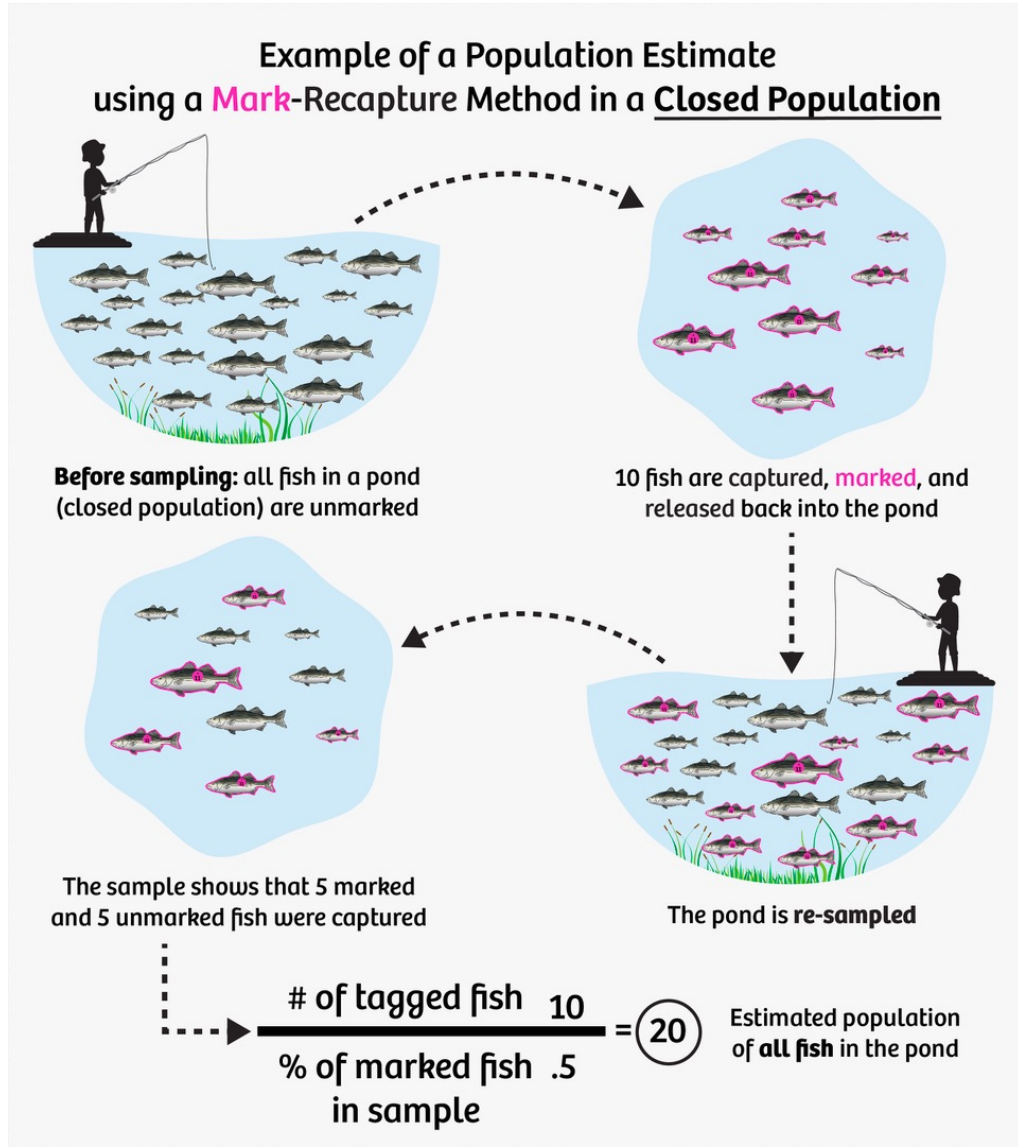 Example of a Population Estimate
using a Mark-Recapture Method in a Closed Population
Before sampling: all fish in a pond
(closed population) are unmarked
10 fish are captured, marked, and
released back into the pond
The pond is re-sampled
The sample shows that 5 marked
and 5 unmarked fish were captured
# of tagged fish 10
% of marked fish .5
in sample
= 20
Estimated population
of all fish in the pond